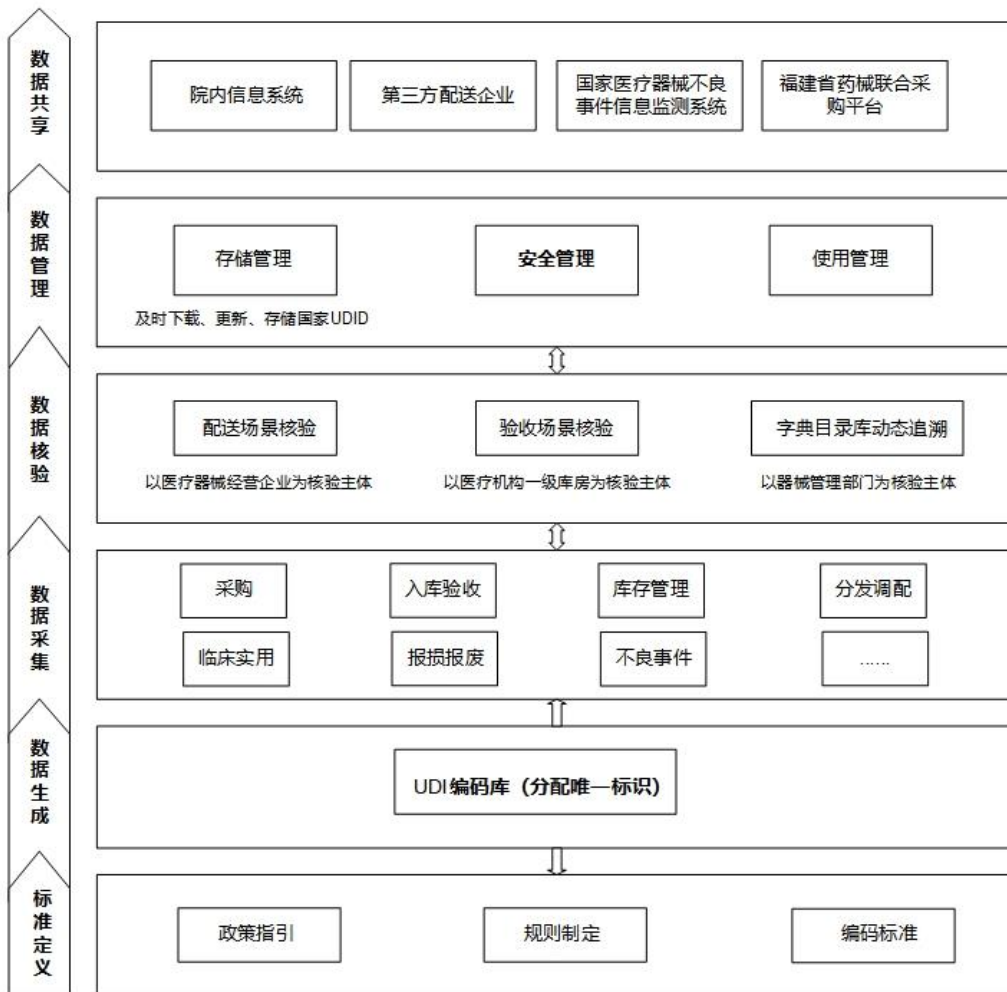 数据共享
院内信息系统
第三方配送企业
国家医疗器械不良
事件信息监测系统
福建省药械联合采
购平台
数据管理
存储管理
安全管理
使用管理
及时下载、更新、存储国家UDID
数据核验
配送场景核验
验收场景核验
字典目录库动态追溯
以医疗器械经营企业为核验主体
以医疗机构一级库房为核验主体
以器械管理部门为核验主体
数据采集
采购
入库验收
库存管理
分发调配
临床实用
报损报废
不良事件
......
数据生成
UDI编码库（分配唯一标识）
标准定义
政策指引
规则制定
编码标准